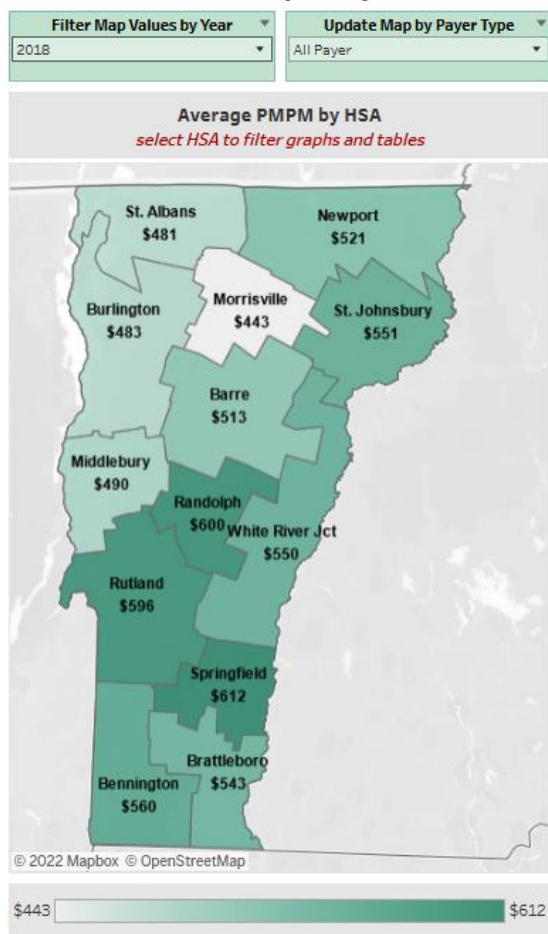 Filter Map Values by Year
2018
Update Map by Payer Type
All Payer
Average PMPM by HSA
select HSA to filter graphs and tables
St. Albans
$481
Newport
$521
Burlington
$483
Morrisville
$443
St. Johnsbury
$551
Barre
$513
Middlebury
$490
Randolph
$600
White River Jct
$550
Rutland
$596
Springfield
$612
Brattleboro
$543
Bennington
$560
© 2022 Mapbox © OpenStreetMap
$443
$612